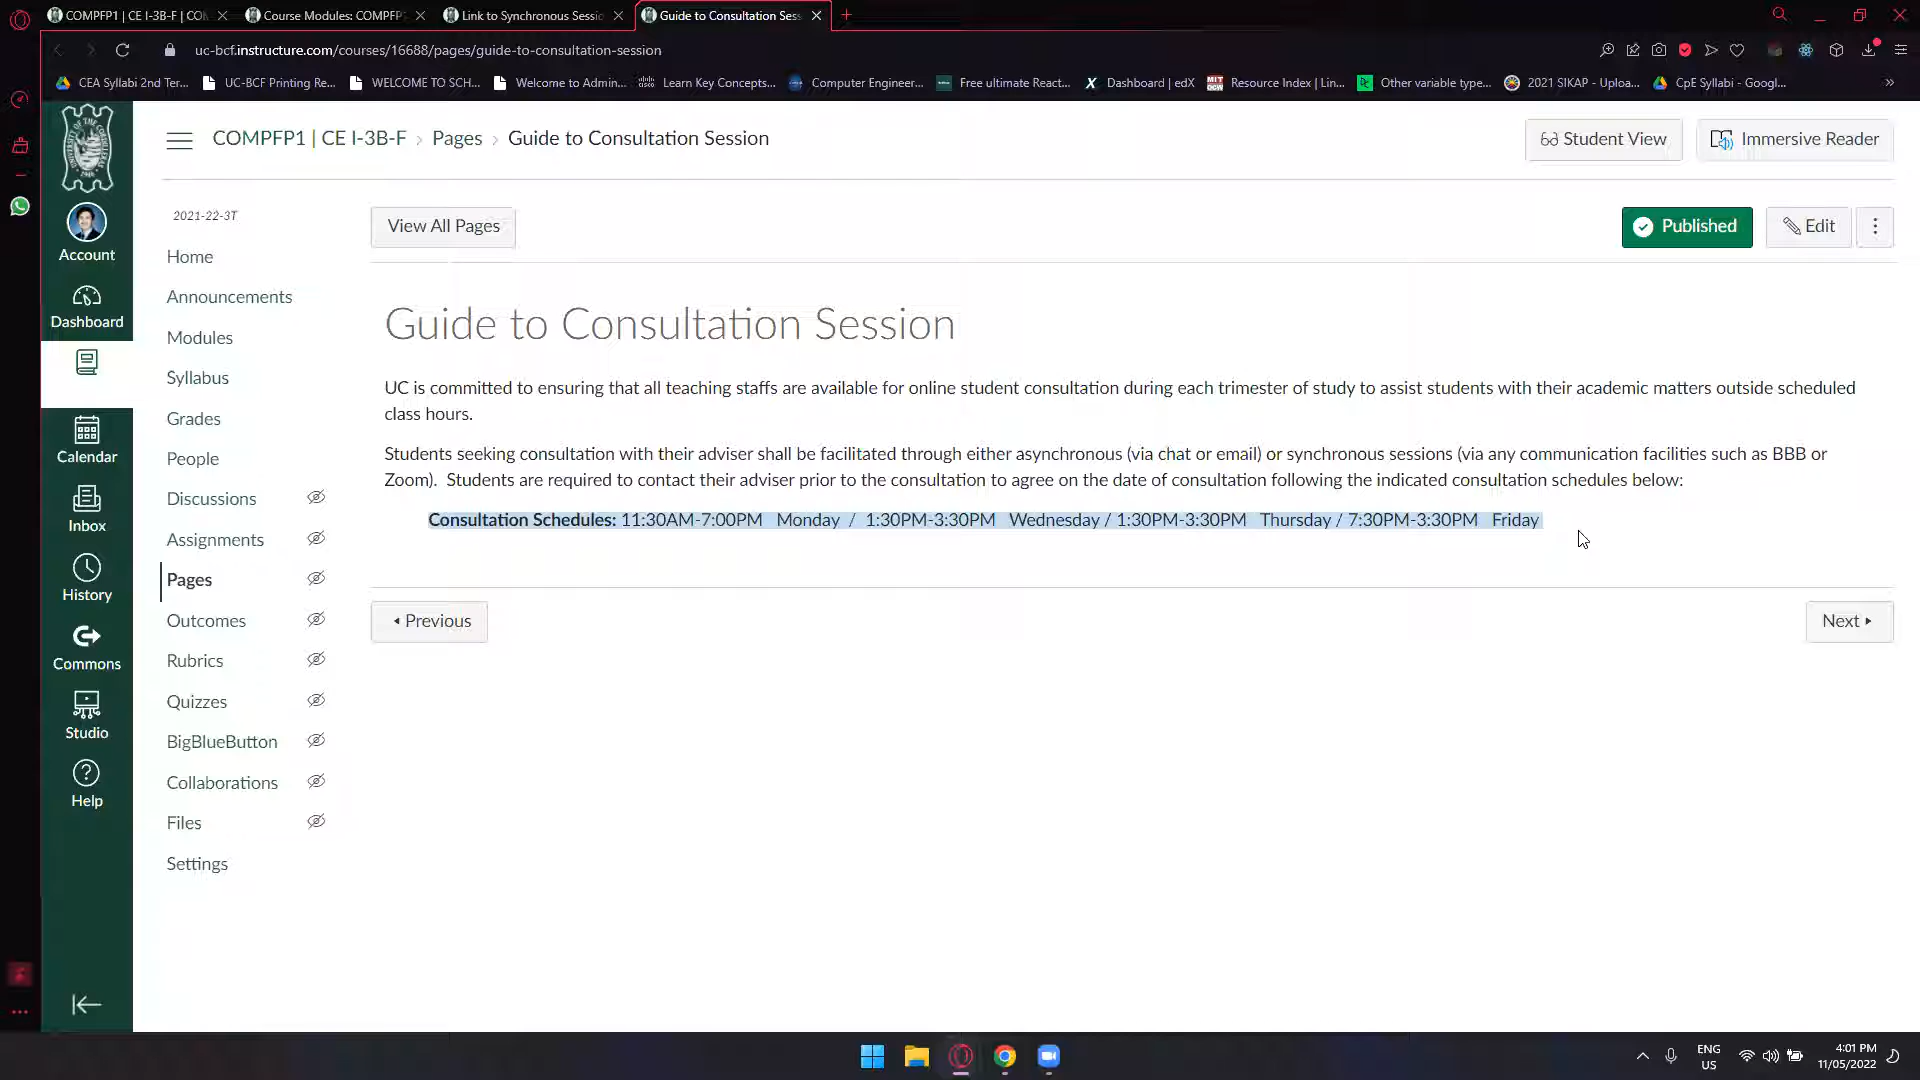 COMPFP1 | CE I-3B-F | COM
Course Modules: COMPFP1
Link to Synchronous Sessio
Guide to Consultation Sess
uc-bcf.instructure.com/courses/16688/pages/guide-to-consultation-session
CEA Syllabi 2nd Ter...
UC-BCF Printing Re...
WELCOME TO SCH...
Welcome to Admin...
Learn Key Concepts...
Computer Engineer...
Free ultimate React...
Dashboard | edX
Resource Index | Lin...
Other variable type...
2021 SIKAP - Uploa...
CpE Syllabi - Googl...
COMPFP1 | CE I-3B-F › Pages › Guide to Consultation Session
Student View
Immersive Reader
Account
Dashboard
Calendar
Inbox
History
Commons
Studio
Help
2021-22-3T
Home
Announcements
Modules
Syllabus
Grades
People
Discussions
Assignments
Pages
Outcomes
Rubrics
Quizzes
BigBlueButton
Collaborations
Files
Settings
View All Pages
Published
Edit
Guide to Consultation Session
UC is committed to ensuring that all teaching staffs are available for online student consultation during each trimester of study to assist students with their academic matters outside scheduled
class hours.
Students seeking consultation with their adviser shall be facilitated through either asynchronous (via chat or email) or synchronous sessions (via any communication facilities such as BBB or
Zoom). Students are required to contact their adviser prior to the consultation to agree on the date of consultation following the indicated consultation schedules below:
Consultation Schedules: 11:30AM-7:00PM Monday / 1:30PM-3:30PM Wednesday / 1:30PM-3:30PM Thursday / 7:30PM-3:30PM Friday
Previous
Next
ENG
US
4:01 PM
11/05/2022